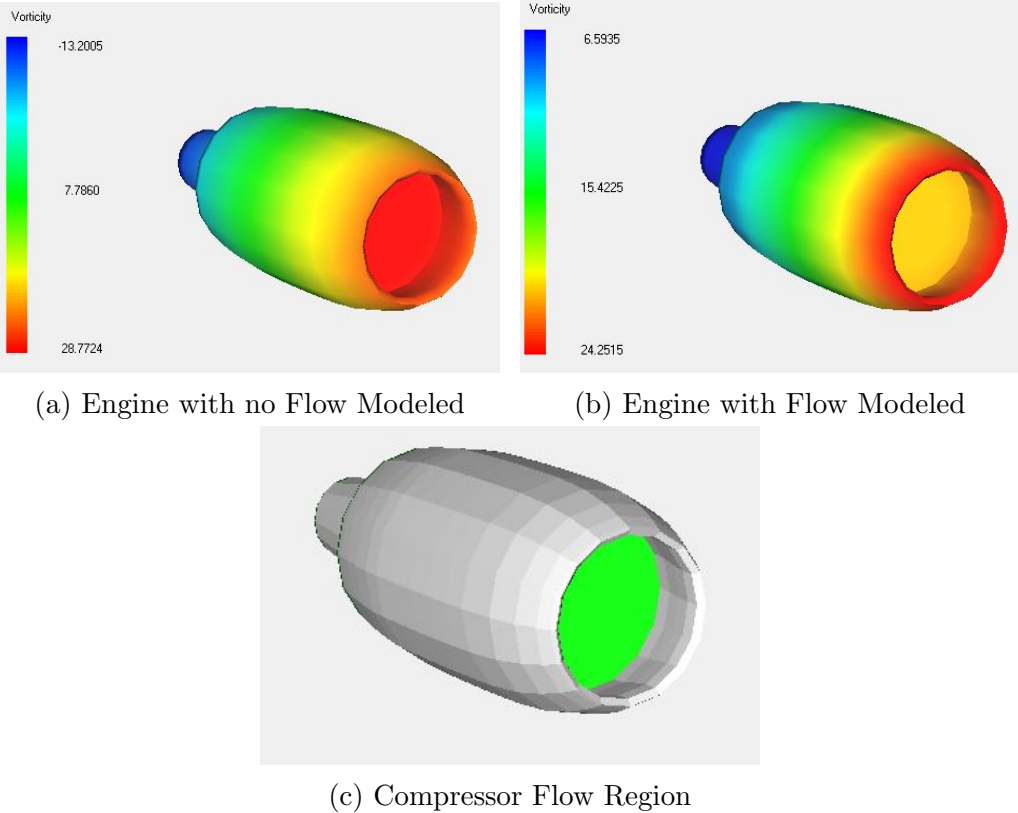 Vorticity
-13.2005
7.7860
28.7724
Vorticity
6.5935
15.4225
24.2515
(a) Engine with no Flow Modeled
(b) Engine with Flow Modeled
(c) Compressor Flow Region